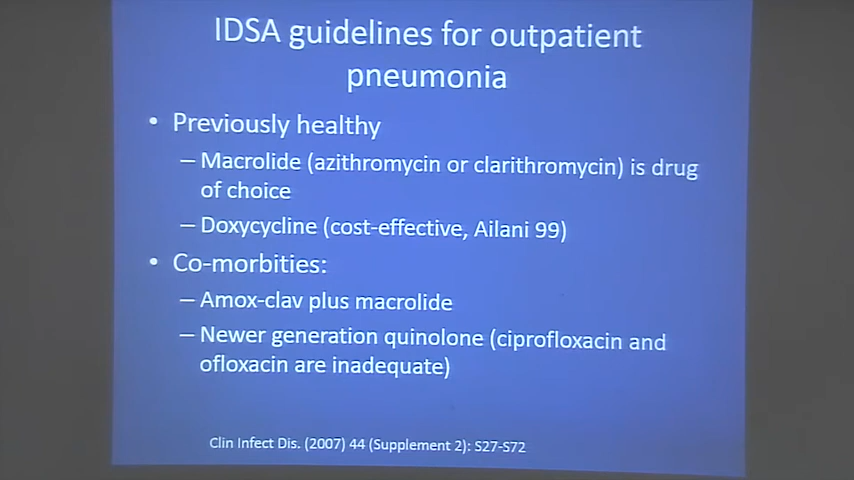 IDSA guidelines for outpatient
pneumonia
• Previously healthy
– Macrolide (azithromycin or clarithromycin) is drug
of choice
– Doxycycline (cost-effective, Ailani 99)
• Co-morbities:
– Amox-clav plus macrolide
– Newer generation quinolone (ciprofloxacin and
ofloxacin are inadequate)
Clin Infect Dis. (2007) 44 (Supplement 2): S27-S72